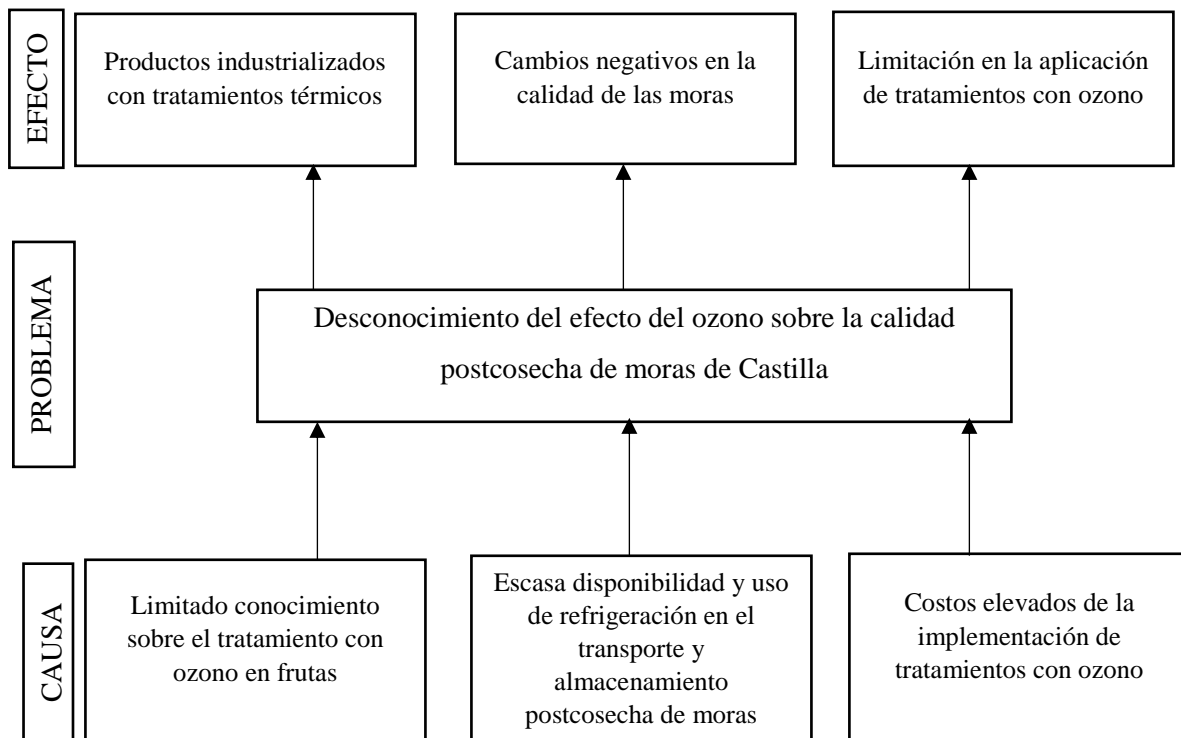 EFECTO
Productos industrializados
con tratamientos térmicos
Cambios negativos en la
calidad de las moras
Limitación en la aplicación
de tratamientos con ozono
PROBLEMA
Desconocimiento del efecto del ozono sobre la calidad
postcosecha de moras de Castilla
CAUSA
Limitado conocimiento
sobre el tratamiento con
ozono en frutas
Escasa disponibilidad y uso
de refrigeración en el
transporte y
almacenamiento
postcosecha de moras
Costos elevados de la
implementación de
tratamientos con ozono